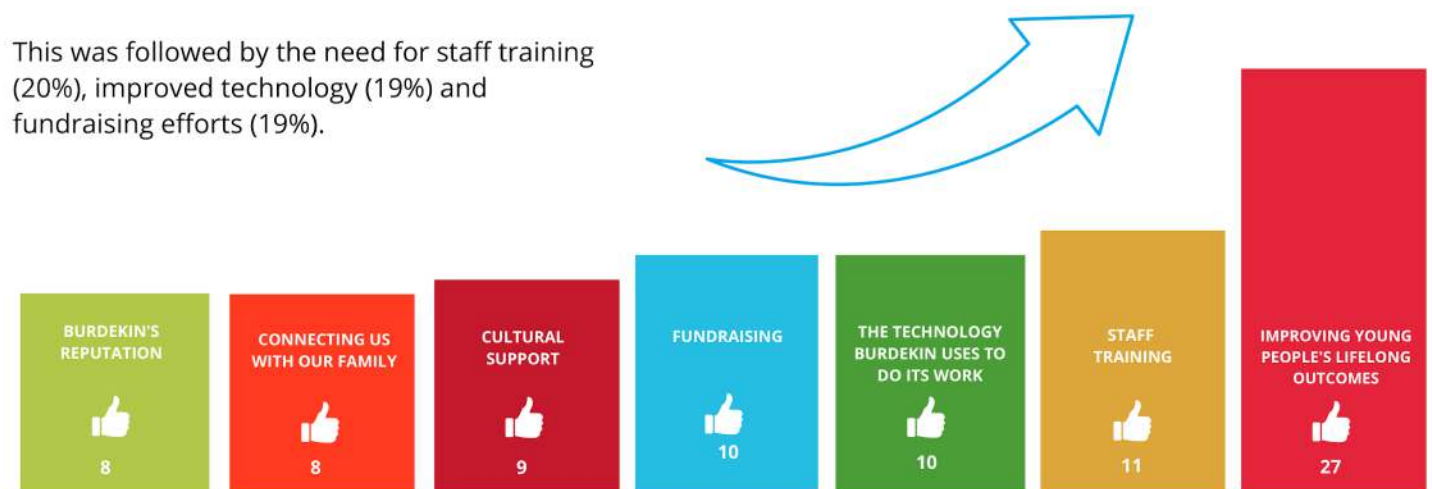 This was followed by the need for staff training
(20%), improved technology (19%) and
fundraising efforts (19%).
BURDEKIN'S
REPUTATION
8
CONNECTING US
WITH OUR FAMILY
8
CULTURAL
SUPPORT
9
FUNDRAISING
10
THE TECHNOLOGY
BURDEKIN USES TO
DO ITS WORK
10
STAFF
TRAINING
11
IMPROVING YOUNG
PEOPLE'S LIFELONG
OUTCOMES
27